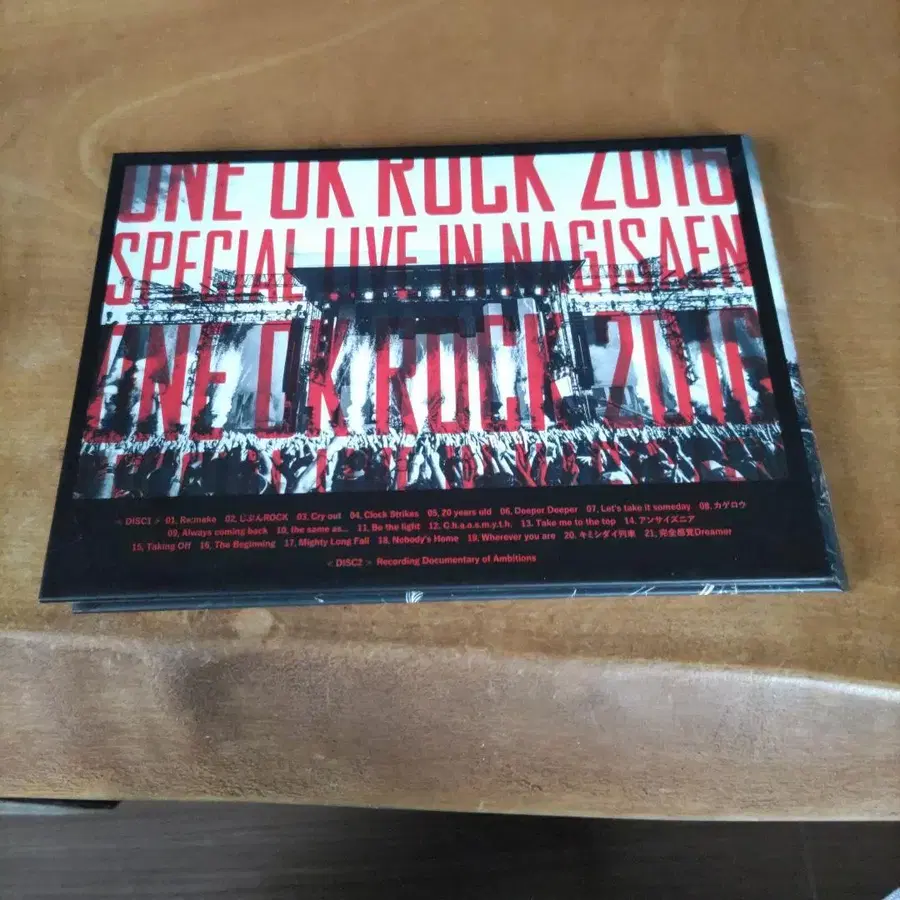 ONE OK ROCK 2016
SPECIAL LIVE IN NAGISAEN
ONE OK ROCK 2016
< DISC1 > 01. Re:make 02. じぶんROCK 03. Cry out 04. Clock Strikes 05. 20 years old 06. Deeper Deeper 07. Let's take it someday 08. カゲロウ
09. Always coming back 10. the same as... 11. Be the light 12. C.h.a.o.s.m.y.t.h. 13. Take me to the top 14. アンサイズニア
15. Taking Off 16. The Beginning 17. Mighty Long Fall 18. Nobody's Home 19. Wherever you are 20. キミシダイ列車 21. 完全感覚Dreamer
< DISC2 > Recording Documentary of Ambitions